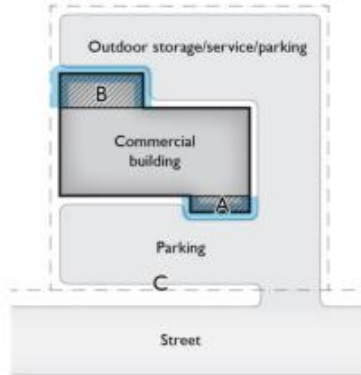 Outdoor storage/service/parking
B
Commercial
building
A
Parking
C
Street